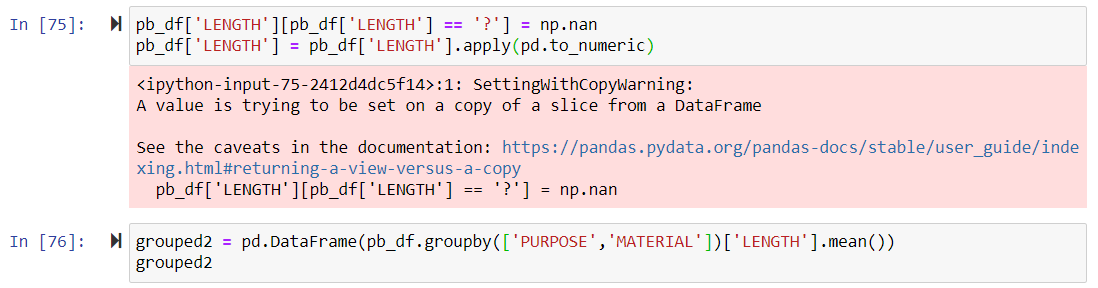 In [75]: pb_df['LENGTH'][pb_df['LENGTH'] == '?'] = np.nan
pb_df['LENGTH'] = pb_df['LENGTH'].apply(pd.to_numeric)
<ipython-input-75-2412d4dc5f14>:1: SettingWithCopyWarning:
A value is trying to be set on a copy of a slice from a DataFrame
See the caveats in the documentation: https://pandas.pydata.org/pandas-docs/stable/user_guide/inde
xing.html#returning-a-view-versus-a-copy
pb_df['LENGTH'][pb_df['LENGTH'] == '?'] = np.nan
In [76]: grouped2 = pd.DataFrame(pb_df.groupby(['PURPOSE','MATERIAL'])['LENGTH'].mean())
grouped2